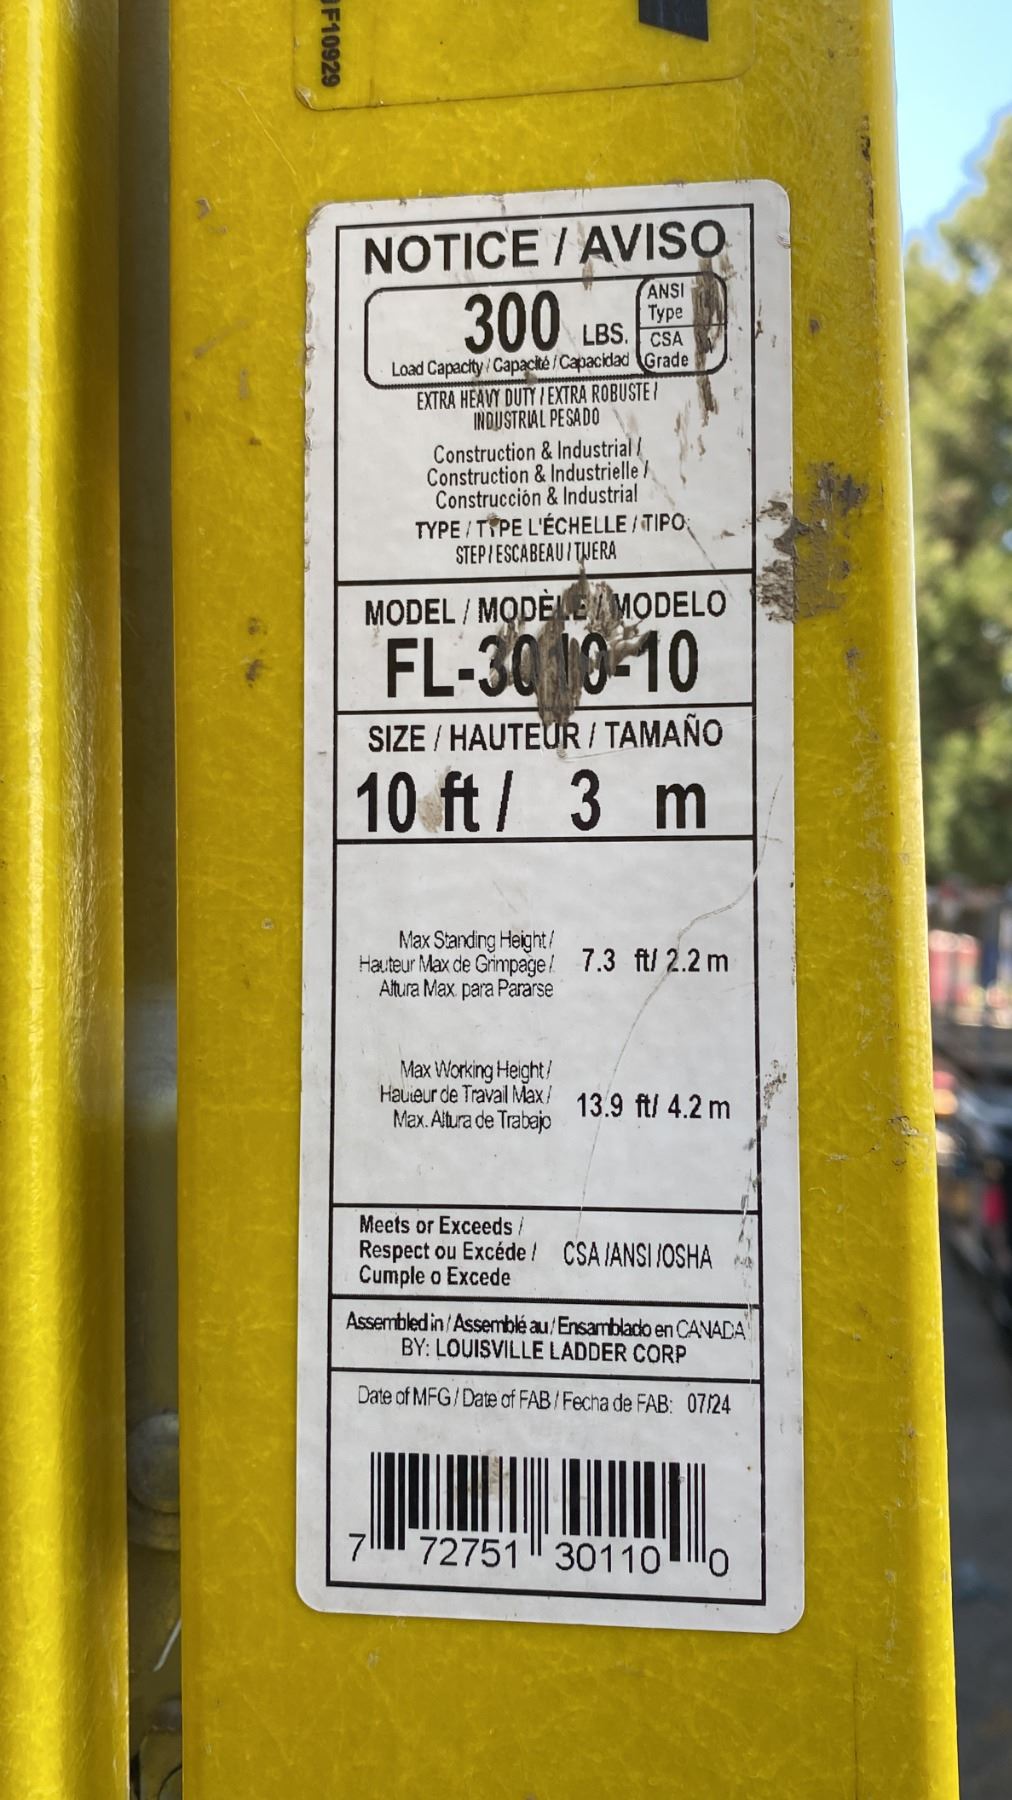 F10929
NOTICE / AVISO
300 LBS.
Load Capacity / Capacité / Capacidad
ANSI
Type
CSA
Grade
EXTRA HEAVY DUTY / EXTRA ROBUSTE /
INDUSTRIAL PESADO
Construction & Industrial /
Construction & Industrielle /
Construcción & Industrial
TYPE / TYPE L'ÉCHELLE / TIPO:
STEP / ESCABEAU / TIJERA
MODEL / MODÈLE / MODELO
FL-3010-10
SIZE / HAUTEUR / TAMAÑO
10 ft / 3 m
Max Standing Height /
Hauteur Max de Grimpage /
Altura Max. para Pararse
7.3 ft/ 2.2 m
Max Working Height /
Hauteur de Travail Max /
Max. Altura de Trabajo
13.9 ft/ 4.2 m
Meets or Exceeds /
Respect ou Excéde /
Cumple o Excede
CSA /ANSI /OSHA
Assembled in / Assemblé au / Ensamblado en CANADA
BY: LOUISVILLE LADDER CORP
Date of MFG / Date of FAB / Fecha de FAB: 07/24
7 72751 30110 0